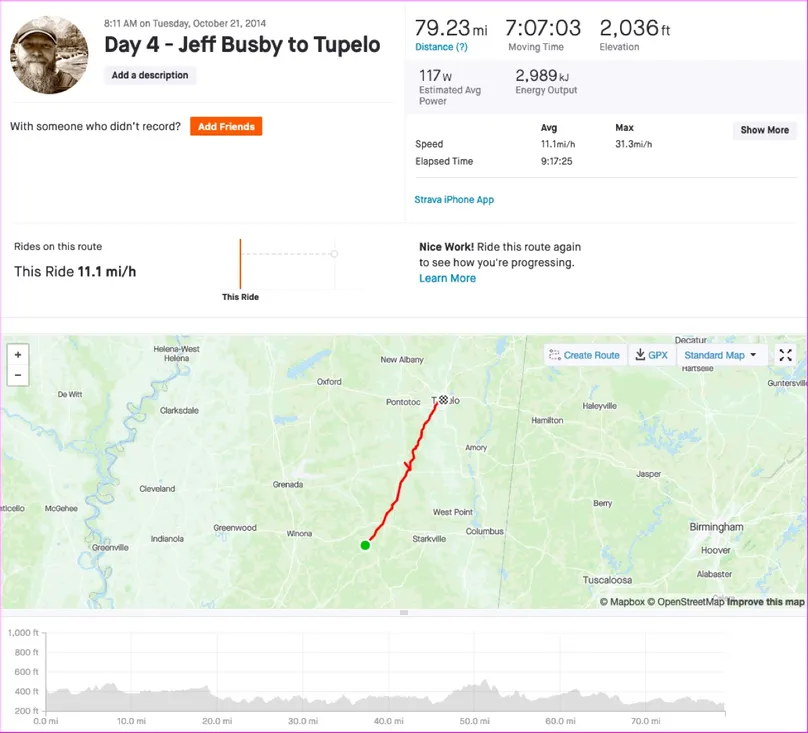 8:11 AM on Tuesday, October 21, 2014
Day 4 - Jeff Busby to Tupelo
Add a description
With someone who didn't record? Add Friends
79.23 mi 7:07:03 2,036 ft
Distance (?) Moving Time Elevation
117 W 2,989 kJ
Estimated Avg Energy Output
Power
Avg Max Show More
Speed 11.1mi/h 31.3mi/h
Elapsed Time 9:17:25
Strava iPhone App
Rides on this route
This Ride 11.1 mi/h
This Ride
Nice Work! Ride this route again
to see how you're progressing.
Learn More
+
−
Create Route GPX Standard Map
Decatur
Hartselle
Guntersville
Helena-West
Helena
New Albany
Oxford
De Witt
Clarksdale
Pontotoc
Hamilton
Haleyville
Amory
Jasper
Cleveland
Grenada
Berry
McGehee
West Point
Greenwood
Winona
Columbus
Birmingham
Indianola
Starkville
Greenville
Hoover
Alabaster
Tuscaloosa
© Mapbox © OpenStreetMap Improve this map
1,000 ft
800 ft
600 ft
400 ft
200 ft
0.0 mi 10.0 mi 20.0 mi 30.0 mi 40.0 mi 50.0 mi 60.0 mi 70.0 mi